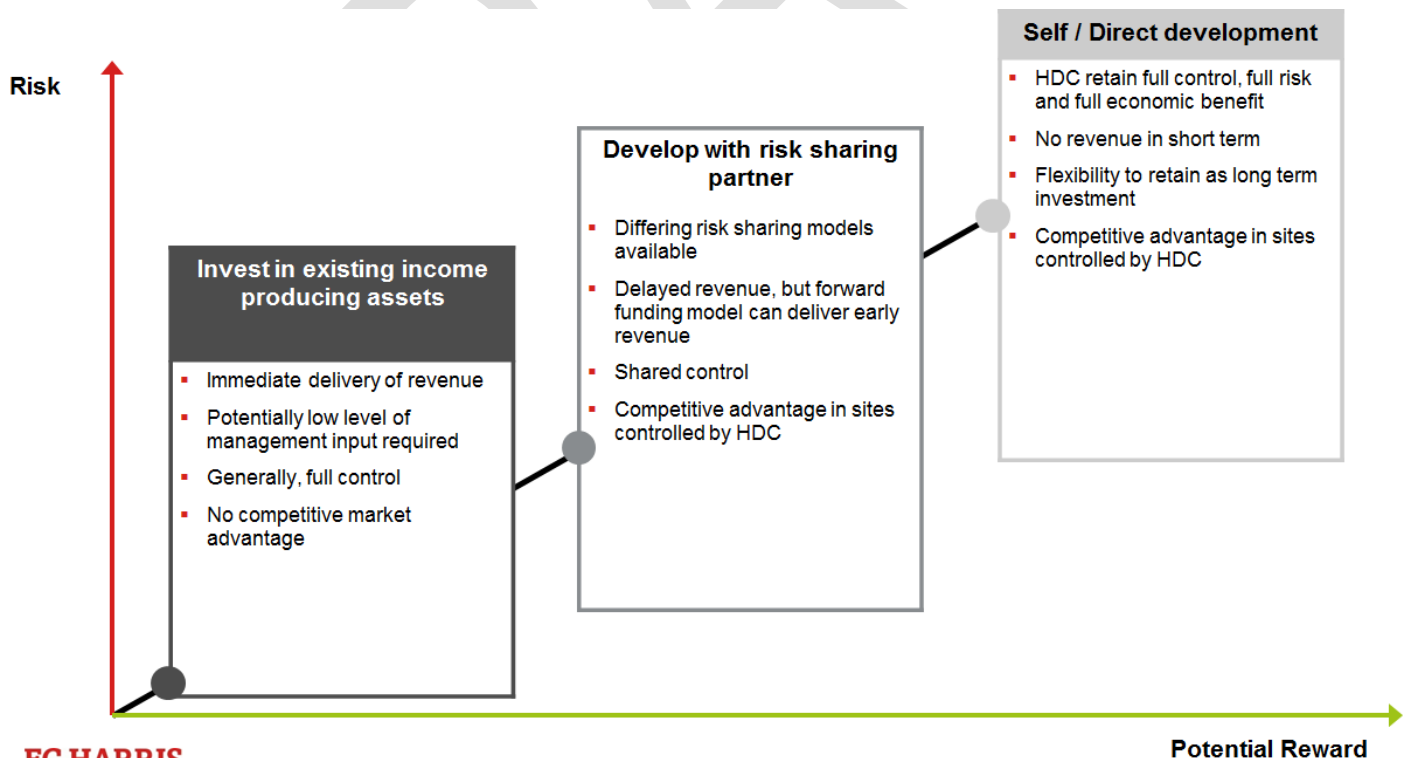 Risk
Self / Direct development
HDC retain full control, full risk
and full economic benefit
No revenue in short term
Flexibility to retain as long term
investment
Competitive advantage in sites
controlled by HDC
Develop with risk sharing
partner
Differing risk sharing models
available
Delayed revenue, but forward
funding model can deliver early
revenue
Shared control
Competitive advantage in sites
controlled by HDC
Invest in existing income
producing assets
Immediate delivery of revenue
Potentially low level of
management input required
Generally, full control
No competitive market
advantage
Potential Reward
EC HARRIS